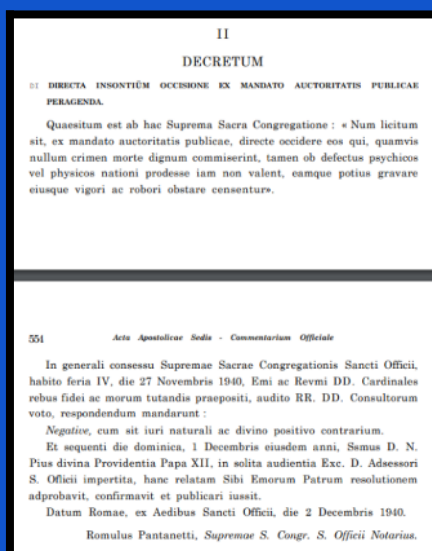 II
DECRETUM
DI DIRECTA INSONTIŪM OCCISIONE EX MANDATO AUCTORITATIS PUBLICAE
PERAGENDA.
Quaesitum est ab hac Suprema Sacra Congregatione : « Num licitum
sit, ex mandato auctoritatis publicae, directe occidere eos qui, quamvis
nullum crimen morte dignum commiserint, tamen ob defectus psychicos
vel physicos nationi prodesse iam non valent, eamque potius gravare
eiusque vigori ac robori obstare censentur».
554 Acta Apostolicae Sedis - Commentarium Officiale
In generali consessu Supremae Sacrae Congregationis Sancti Officii,
habito feria IV, die 27 Novembris 1940, Emi ac Revmi DD. Cardinales
rebus fidei ac morum tutandis praepositi, audito RR. DD. Consultorum
voto, respondendum mandarunt :
Negative, cum sit iuri naturali ac divino positivo contrarium.
Et sequenti die dominica, 1 Decembris eiusdem anni, Ssmus D. N.
Pius divina Providentia Papa XII, in solita audientia Exc. D. Adsessori
S. Officii impertita, hanc relatam Sibi Emorum Patrum resolutionem
adprobavit, confirmavit et publicari iussit.
Datum Romae, ex Aedibus Sancti Officii, die 2 Decembris 1940.
Romulus Pantanetti, Supremae S. Congr. S. Officii Notarius.